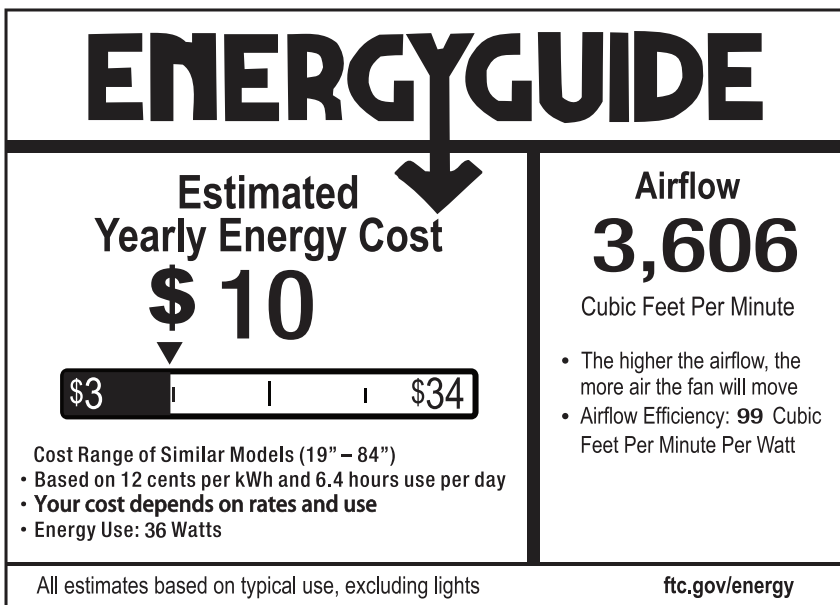 ENERGYGUIDE
Estimated
Yearly Energy Cost
$ 10
$3 $34
Cost Range of Similar Models (19” – 84”)
• Based on 12 cents per kWh and 6.4 hours use per day
• Your cost depends on rates and use
• Energy Use: 36 Watts
Airflow
3,606
Cubic Feet Per Minute
• The higher the airflow, the
more air the fan will move
• Airflow Efficiency: 99 Cubic
Feet Per Minute Per Watt
All estimates based on typical use, excluding lights
ftc.gov/energy